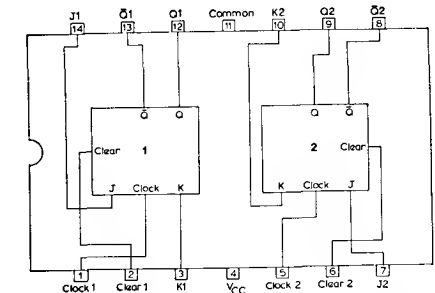 J1 Q̄1 Q1 Common K2 Q2 Q̄2
14 13 12 11 10 9 8
Q̄ Q Q Q̄
Clear 1 2 Clear
J Clock K K Clock J
1 2 3 4 5 6 7
Clock 1 Clear 1 K1 VCC Clock 2 Clear 2 J2